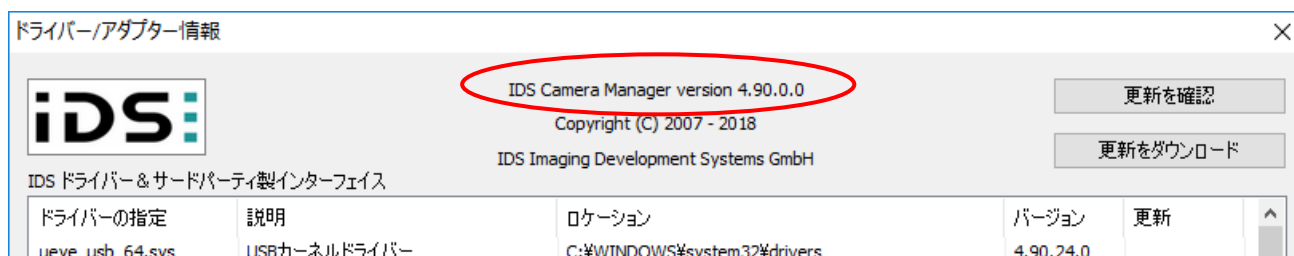 ドライバー/アダプター情報
IDS Camera Manager version 4.90.0.0
更新を確認
iDS
Copyright (C) 2007 - 2018
IDS Imaging Development Systems GmbH
更新をダウンロード
IDS ドライバー & サードパーティ製インターフェイス
ドライバーの指定 説明 ロケーション バージョン 更新
ueye_usb_64.sys USBカーネルドライバー C:¥WINDOWS¥system32¥drivers 4.90.24.0